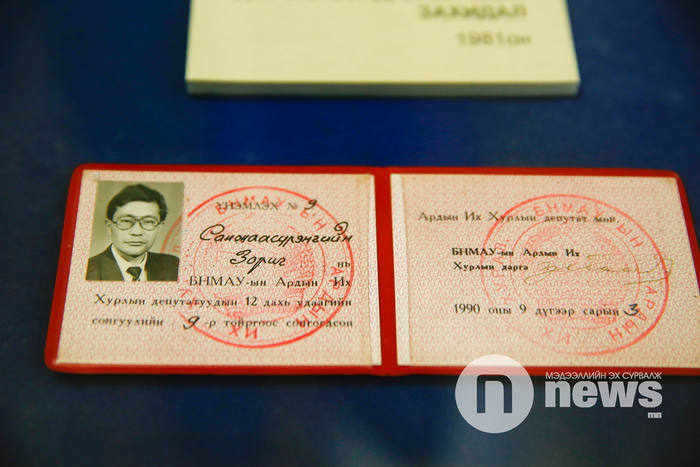 ЗАХИДАЛ
1981он
ҮНЭМЛЭХ № 9
Санжаасүрэнгийн
Зориг нь
БНМАУ-ын Ардын Их
Хурлын депутатуудын 12 дахь удаагийн
сонгуулийн 9-р тойргоос сонгогдсон
Ардын Их Хурлын депутат мөн.
БНМАУ-ын Ардын Их
Хурлын дарга
1990 оны 9 дүгээр сарын 3
МЭДЭЭЛЛИЙН ЭХ СУРВАЛЖ
n news
mn